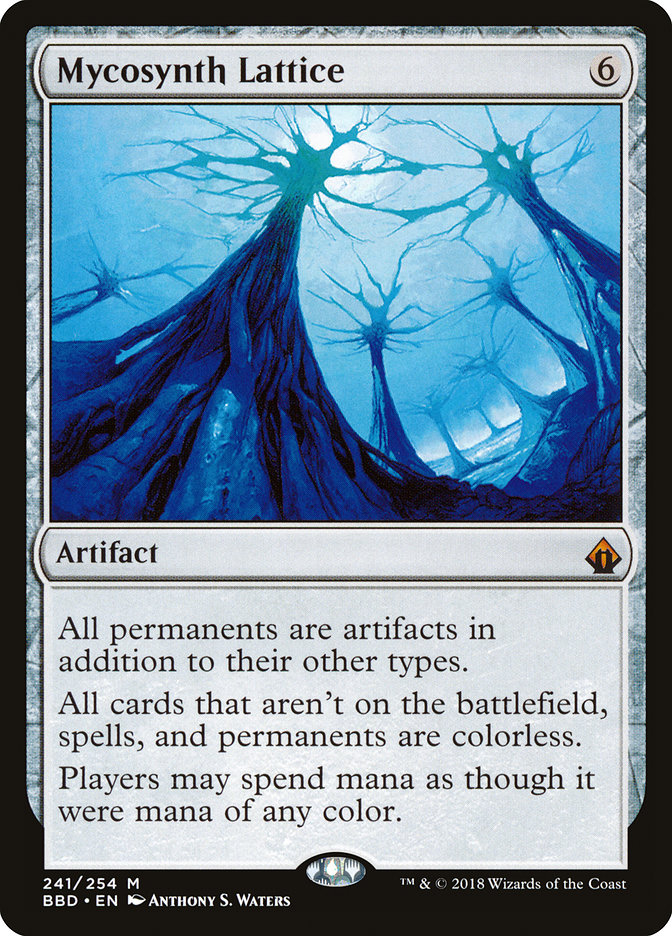 Mycosynth Lattice 6
Artifact
All permanents are artifacts in
addition to their other types.
All cards that aren't on the battlefield,
spells, and permanents are colorless.
Players may spend mana as though it
were mana of any color.
241/254 M
BBD • EN Anthony S. Waters
™ & © 2018 Wizards of the Coast